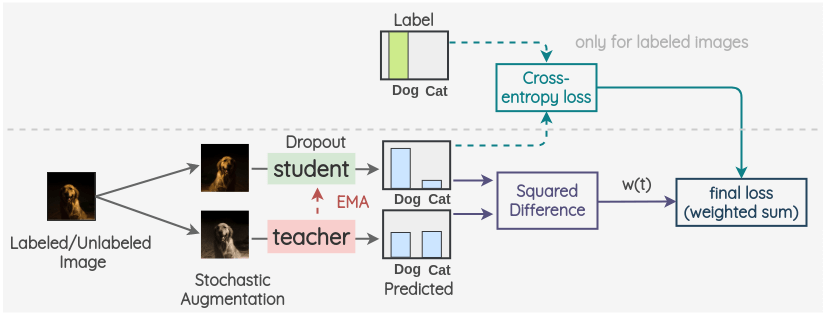 Label
only for labeled images
Dog Cat
Cross-
entropy loss
Dropout
student
Dog Cat
EMA
Squared
Difference
w(t)
final loss
(weighted sum)
teacher
Labeled/Unlabeled
Image
Stochastic
Augmentation
Dog Cat
Predicted